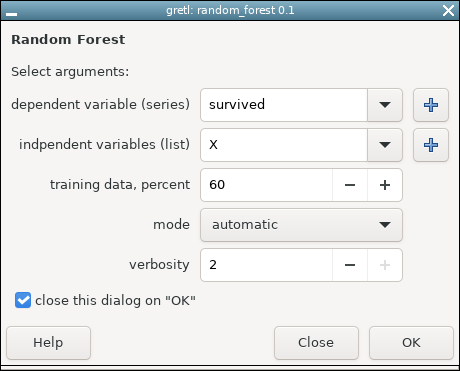 gretl: random_forest 0.1
Random Forest
Select arguments:
dependent variable (series) survived
indpendent variables (list) X
training data, percent 60
mode automatic
verbosity 2
close this dialog on "OK"
Help Close OK